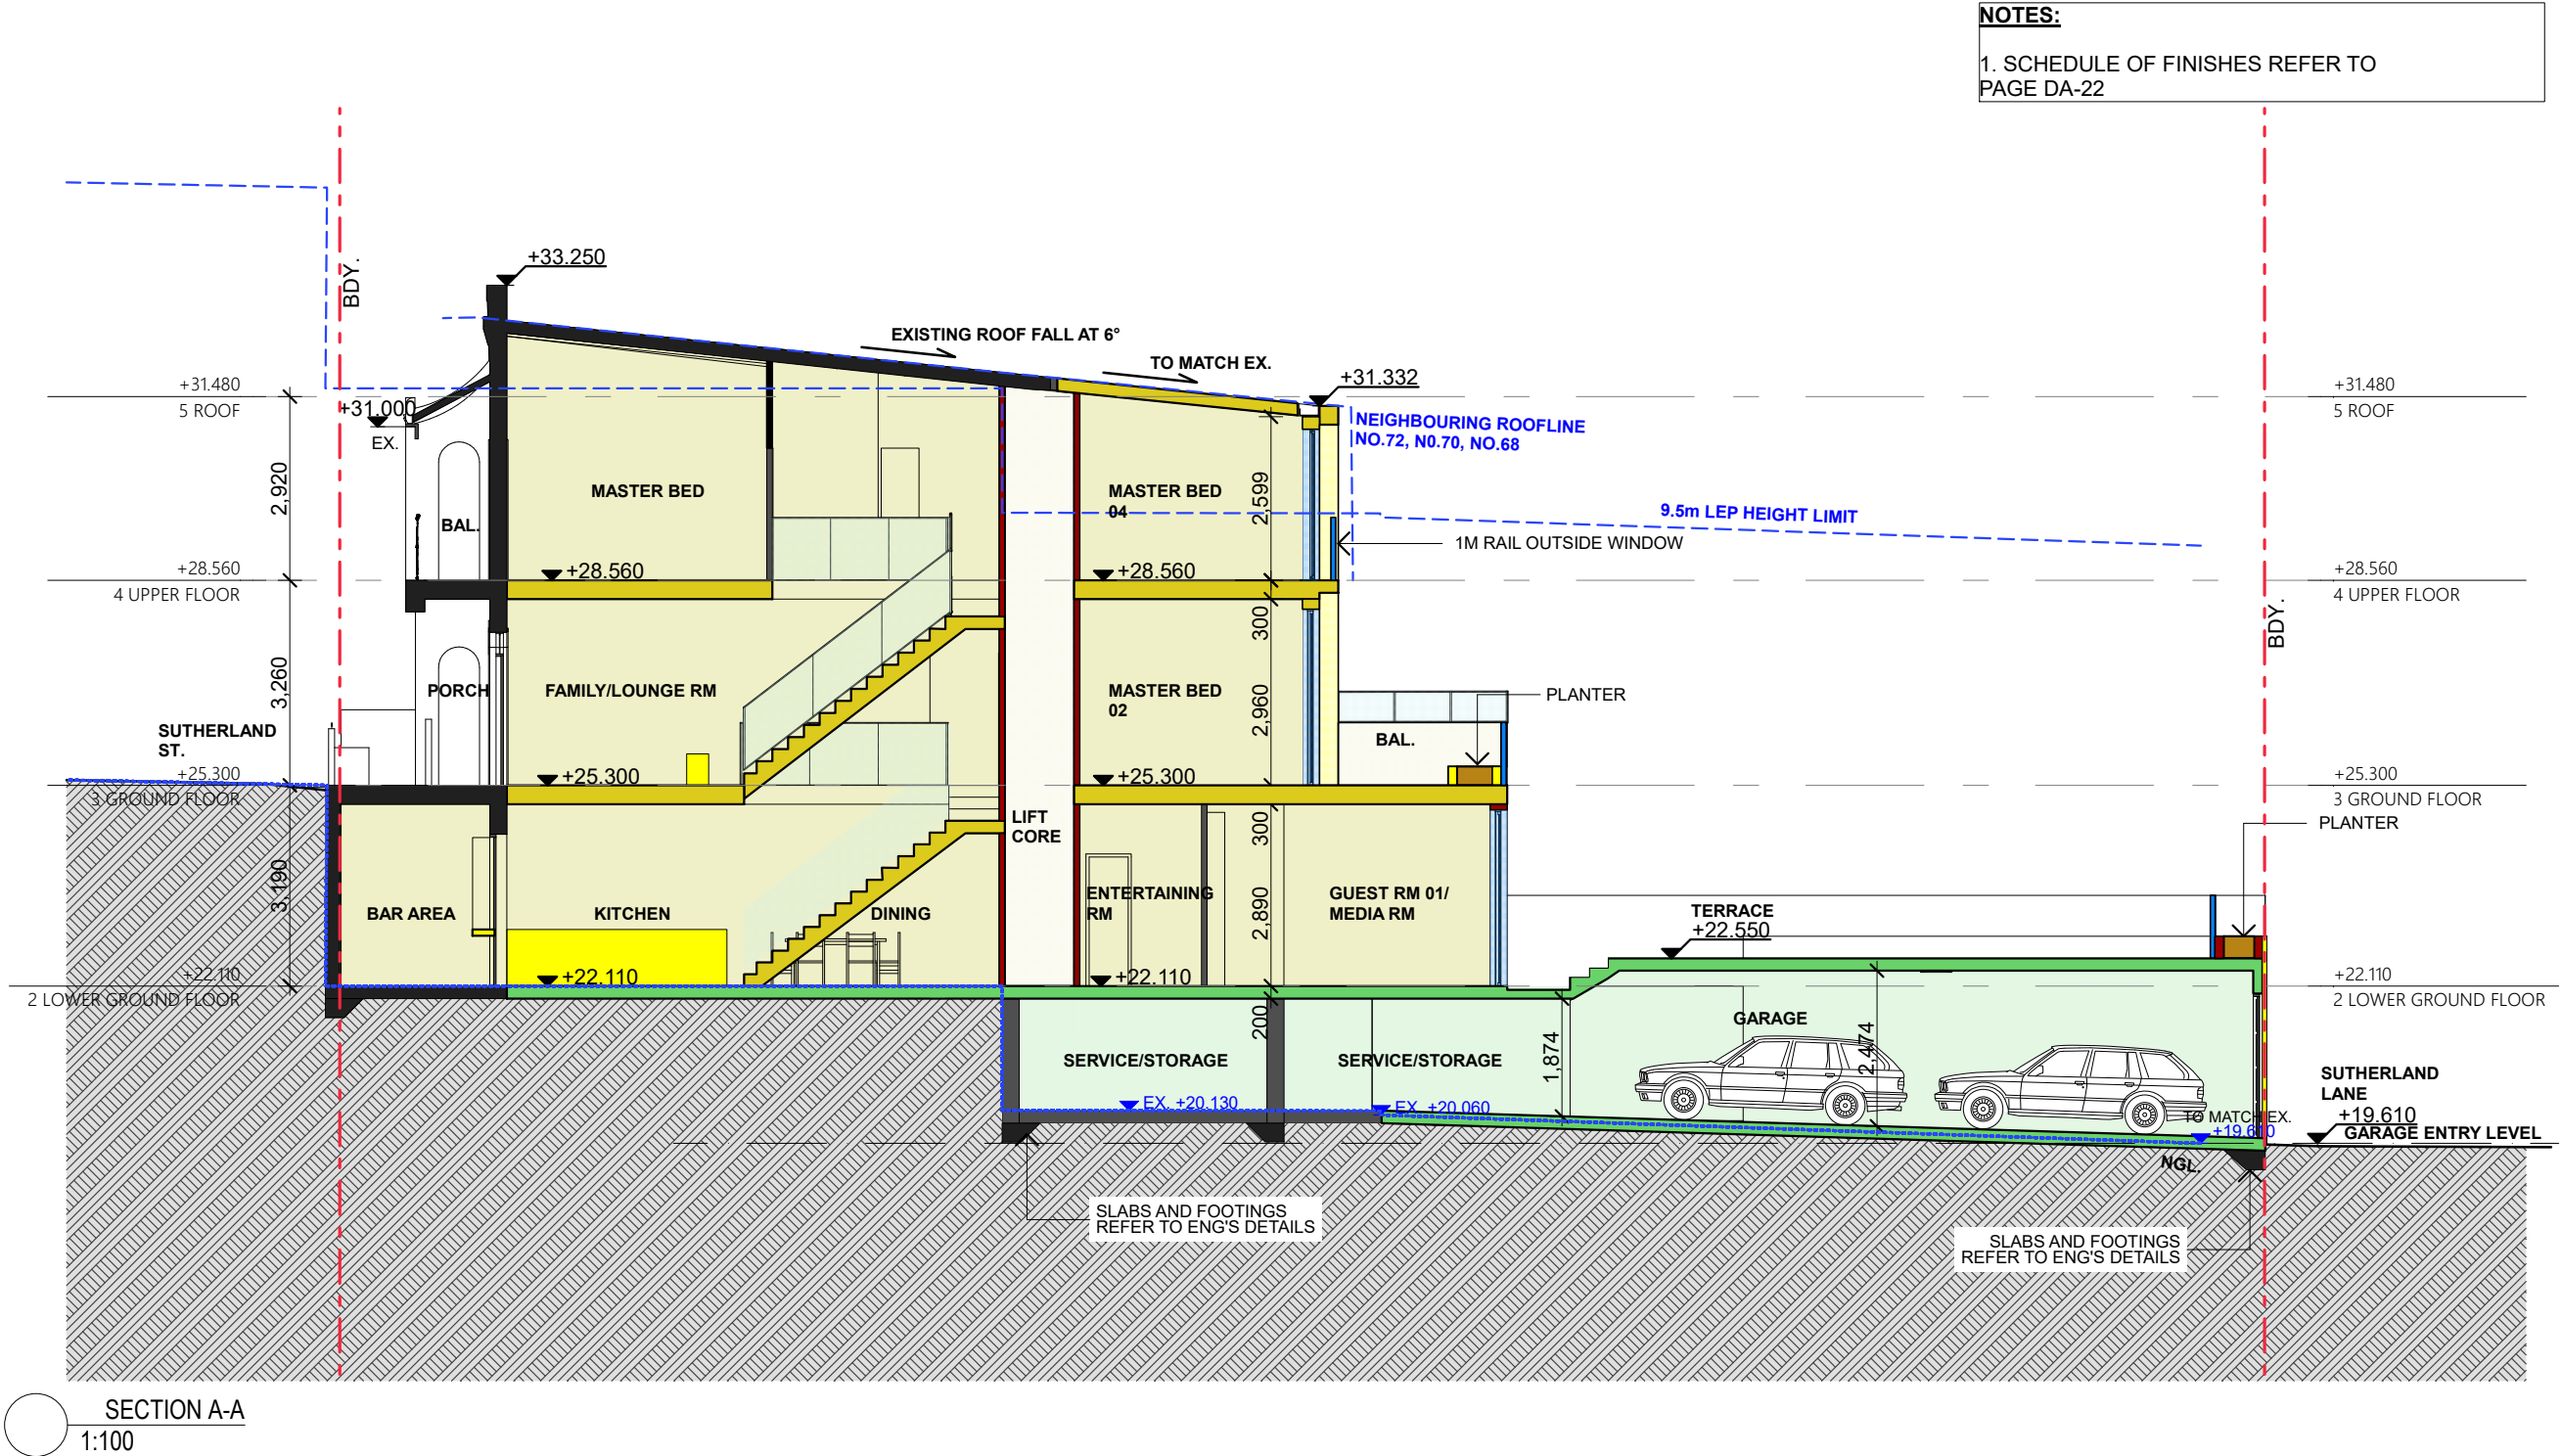 NOTES:
1. SCHEDULE OF FINISHES REFER TO
PAGE DA-22
BDY.
+33.250
EXISTING ROOF FALL AT 6°
TO MATCH EX.
+31.332
+31.480
5 ROOF
+31.000
EX.
NEIGHBOURING ROOFLINE
NO.72, N0.70, NO.68
+31.480
5 ROOF
2,920
MASTER BED
BAL.
MASTER BED
04
2,599
9.5m LEP HEIGHT LIMIT
1M RAIL OUTSIDE WINDOW
+28.560
4 UPPER FLOOR
+28.560
+28.560
+28.560
4 UPPER FLOOR
BDY.
300
3,260
PORCH
FAMILY/LOUNGE RM
MASTER BED
02
2,960
PLANTER
BAL.
SUTHERLAND
ST.
+25.300
3 GROUND FLOOR
+25.300
+25.300
+25.300
3 GROUND FLOOR
PLANTER
LIFT
CORE
300
3,190
BAR AREA
KITCHEN
DINING
ENTERTAINING
RM
2,890
GUEST RM 01/
MEDIA RM
TERRACE
+22.550
+22.110
2 LOWER GROUND FLOOR
+22.110
+22.110
+22.110
2 LOWER GROUND FLOOR
200
GARAGE
SERVICE/STORAGE
SERVICE/STORAGE
1,874
2,474
SUTHERLAND
LANE
EX. +20.130
EX. +20.060
TO MATCH EX.
+19.610
+19.610
GARAGE ENTRY LEVEL
NGL.
SLABS AND FOOTINGS
REFER TO ENG'S DETAILS
SLABS AND FOOTINGS
REFER TO ENG'S DETAILS
SECTION A-A
1:100